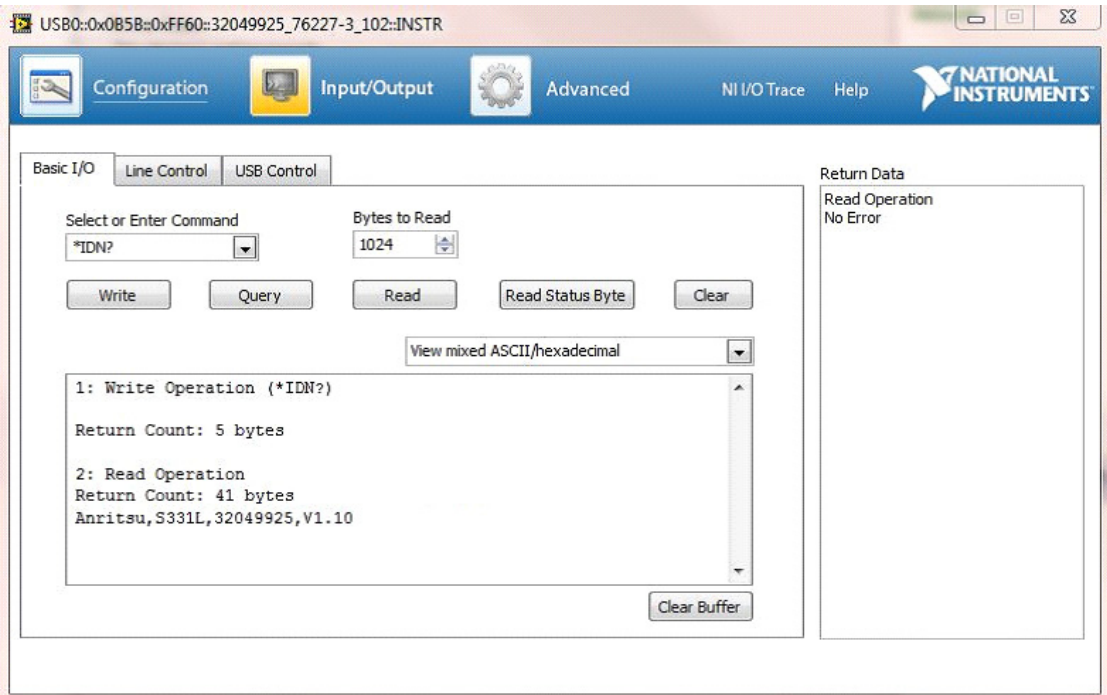 USB0::0x0B5B::0xFF60::32049925_76227-3_102::INSTR
Configuration Input/Output Advanced NI I/O Trace Help NATIONAL INSTRUMENTS
Basic I/O Line Control USB Control
Return Data
Read Operation
No Error
Select or Enter Command Bytes to Read
*IDN? 1024
Write Query Read Read Status Byte Clear
View mixed ASCII/hexadecimal
1: Write Operation (*IDN?)
Return Count: 5 bytes
2: Read Operation
Return Count: 41 bytes
Anritsu,S331L,32049925,V1.10
Clear Buffer